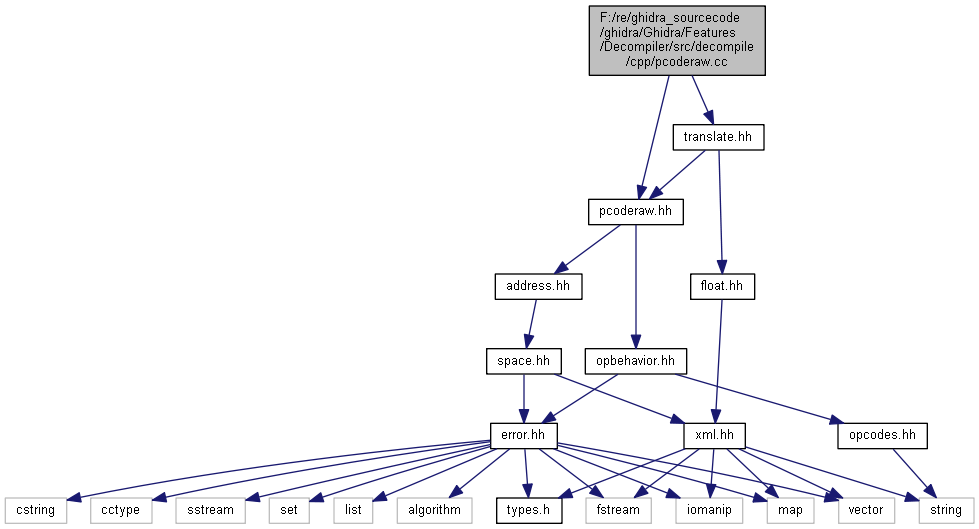 F:/re/ghidra_sourcecode
/ghidra/Ghidra/Features
/Decompiler/src/decompile
/cpp/pcoderaw.cc
translate.hh
pcoderaw.hh
address.hh
float.hh
space.hh
opbehavior.hh
error.hh
xml.hh
opcodes.hh
cstring
cctype
sstream
set
list
algorithm
types.h
fstream
iomanip
map
vector
string